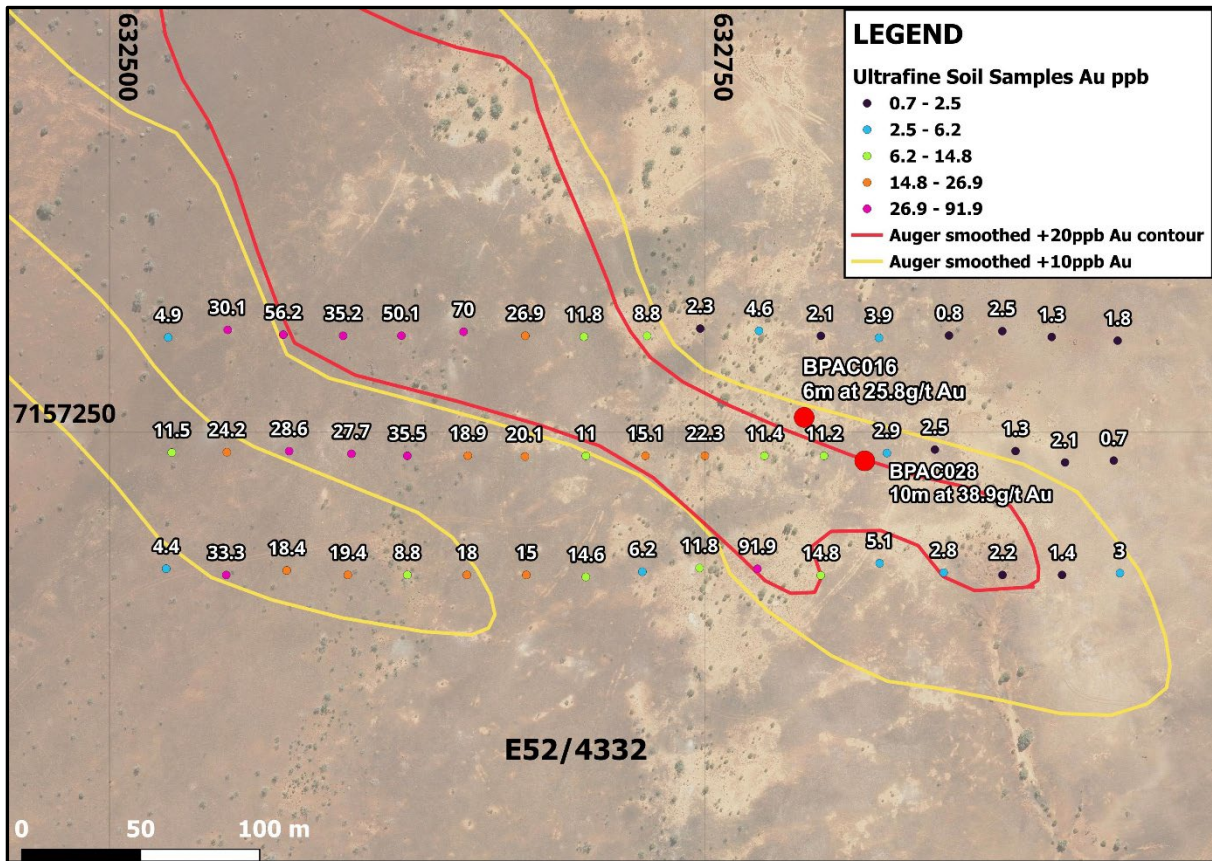 632500
632750
LEGEND
Ultrafine Soil Samples Au ppb
0.7 - 2.5
2.5 - 6.2
6.2 - 14.8
14.8 - 26.9
26.9 - 91.9
Auger smoothed +20ppb Au contour
Auger smoothed +10ppb Au
4.9 30.1 56.2 35.2 50.1 70 26.9 11.8 8.8 2.3 4.6 2.1 3.9 0.8 2.5 1.3 1.8
BPAC016
6m at 25.8g/t Au
7157250
11.5 24.2 28.6 27.7 35.5 18.9 20.1 11 15.1 22.3 11.4 11.2 2.9 2.5 1.3 2.1 0.7
BPAC028
10m at 38.9g/t Au
4.4 33.3 18.4 19.4 8.8 18 15 14.6 6.2 11.8 91.9 14.8 5.1 2.8 2.2 1.4 3
E52/4332
0 50 100 m